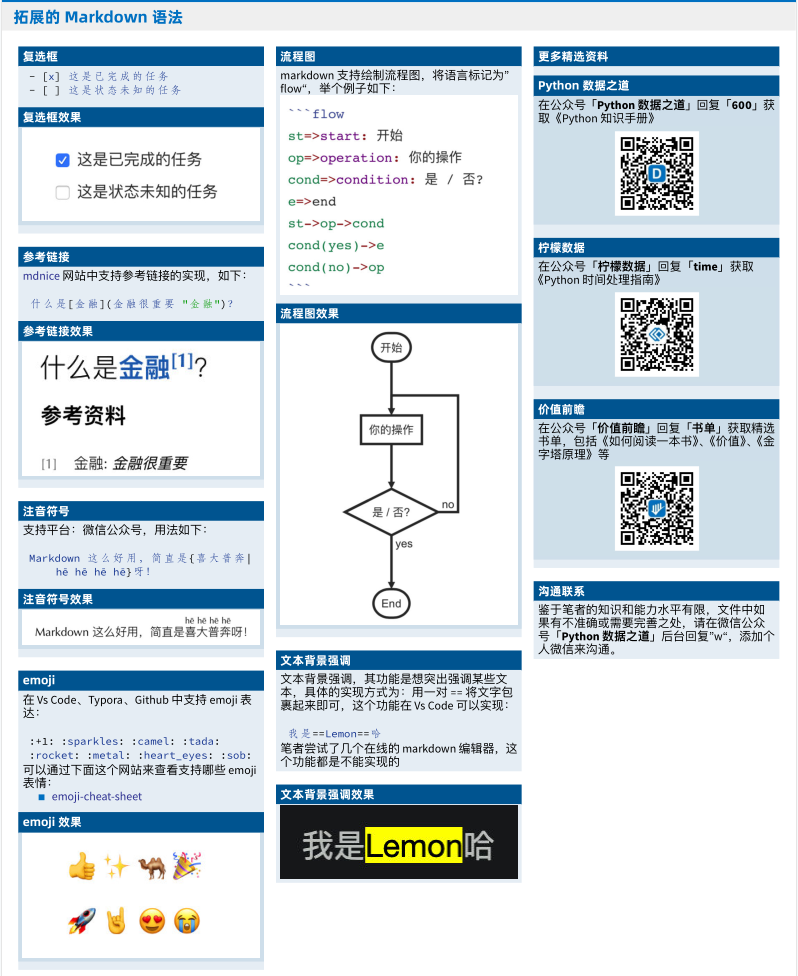 拓展的 Markdown 语法
复选框
- [x] 这是已完成的任务
- [ ] 这是状态未知的任务
复选框效果
这是已完成的任务
这是状态未知的任务
参考链接
mdnice 网站中支持参考链接的实现，如下：
什么是[金融](金融很重要 "金融")?
参考链接效果
什么是金融[1]?
参考资料
[1] 金融: 金融很重要
注音符号
支持平台：微信公众号，用法如下：
Markdown 这么好用，简直是{喜大普奔|
hē hē hē hē}呀！
注音符号效果
hē hē hē hē
Markdown 这么好用，简直是喜大普奔呀！
emoji
在 Vs Code、Typora、Github 中支持 emoji 表
达：
:+1: :sparkles: :camel: :tada:
:rocket: :metal: :heart_eyes: :sob:
可以通过下面这个网站来查看支持哪些 emoji
表情：
emoji-cheat-sheet
emoji 效果
流程图
markdown 支持绘制流程图，将语言标记为”
flow“，举个例子如下：
```flow
st=>start: 开始
op=>operation: 你的操作
cond=>condition: 是 / 否?
e=>end
st->op->cond
cond(yes)->e
cond(no)->op
```
流程图效果
开始
你的操作
是 / 否?
no
yes
End
文本背景强调
文本背景强调，其功能是想突出强调某些文
本，具体的实现方式为：用一对 == 将文字包
裹起来即可，这个功能在 Vs Code 可以实现：
我是==Lemon==哈
笔者尝试了几个在线的 markdown 编辑器，这
个功能都是不能实现的
文本背景强调效果
我是Lemon哈
更多精选资料
Python 数据之道
在公众号「Python 数据之道」回复「600」获
取《Python 知识手册》
D
柠檬数据
在公众号「柠檬数据」回复「time」获取
《Python 时间处理指南》
价值前瞻
在公众号「价值前瞻」回复「书单」获取精选
书单，包括《如何阅读一本书》、《价值》、《金
字塔原理》等
沟通联系
鉴于笔者的知识和能力水平有限，文件中如
果有不准确或需要完善之处，请在微信公众
号「Python 数据之道」后台回复”w“，添加个
人微信来沟通。